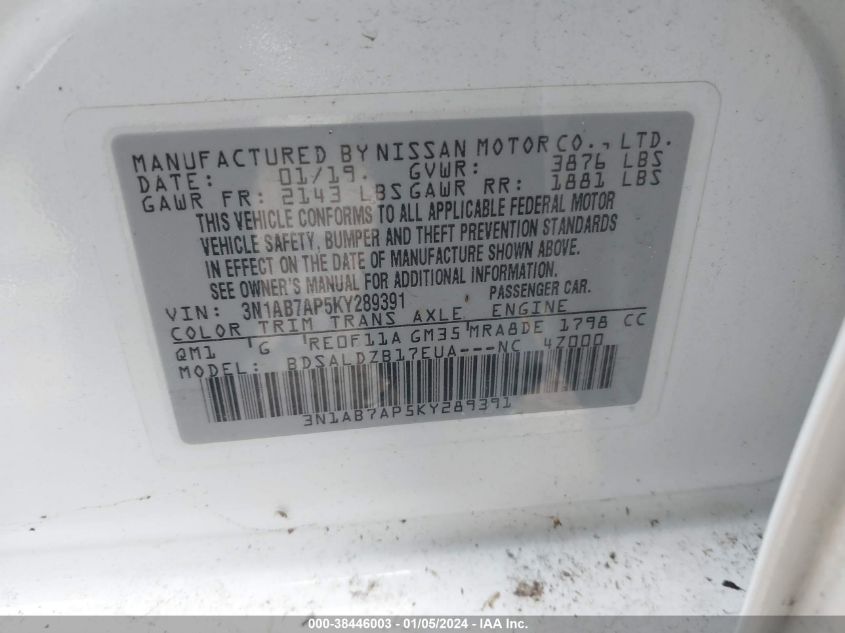 MANUFACTURED BY NISSAN MOTOR CO., LTD.
DATE: 01/19. GVWR: 3876 LBS
GAWR FR: 2143 LBS GAWR RR: 1881 LBS
THIS VEHICLE CONFORMS TO ALL APPLICABLE FEDERAL MOTOR
VEHICLE SAFETY, BUMPER AND THEFT PREVENTION STANDARDS
IN EFFECT ON THE DATE OF MANUFACTURE SHOWN ABOVE.
SEE OWNER'S MANUAL FOR ADDITIONAL INFORMATION.
VIN: 3N1AB7AP5KY289391 PASSENGER CAR.
COLOR TRIM TRANS AXLE ENGINE
QM1 G RE0F11A GM35 MRA8DE 1798 CC
MODEL: BDSALDZB17EUA---NC 47000
3N1AB7AP5KY289391
000-38446003 - 01/05/2024 - IAA Inc.